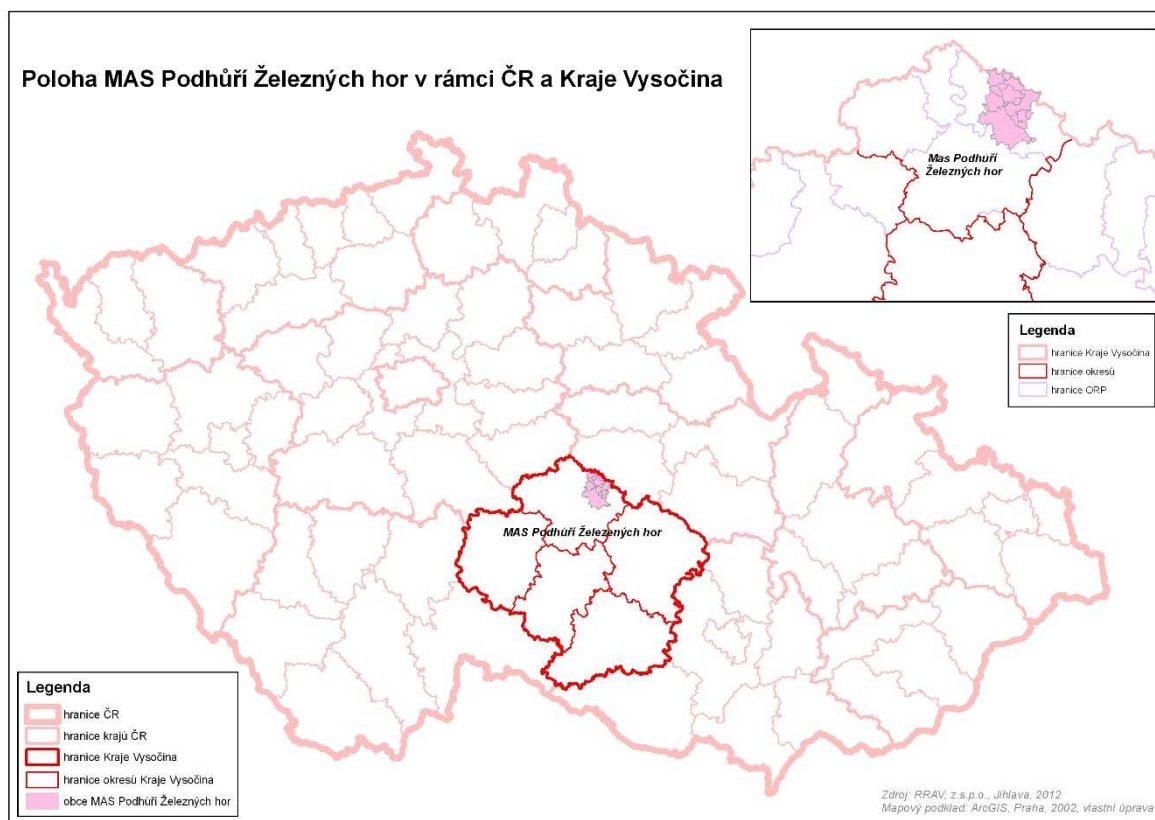 Poloha MAS Podhůří Železných hor v rámci ČR a Kraje Vysočina
Mas Podhuří
Železných hor
Legenda
hranice Kraje Vysočina
hranice okresů
hranice ORP
MAS Podhůří Železených hor
Legenda
hranice ČR
hranice krajů ČR
hranice Kraje Vysočina
hranice okresů Kraje Vysočina
obce MAS Podhůří Železných hor
Zdroj: RRAV, z.s.p.o., Jihlava, 2012
Mapový podklad: ArcGIS, Praha, 2002, vlastní úprava